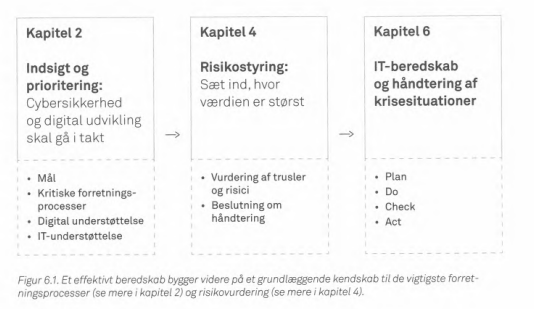 Kapitel 2
Indsigt og
prioritering:
Cybersikkerhed
og digital udvikling
skal gå i takt
• Mål
• Kritiske forretnings-
processer
• Digital understøttelse
• IT-understøttelse
→
Kapitel 4
Risikostyring:
Sæt ind, hvor
værdien er størst
• Vurdering af trusler
og risici
• Beslutning om
håndtering
→
Kapitel 6
IT-beredskab
og håndtering af
krisesituationer
• Plan
• Do
• Check
• Act
Figur 6.1. Et effektivt beredskab bygger videre på et grundlæggende kendskab til de vigtigste forret-
ningsprocesser (se mere i kapitel 2) og risikovurdering (se mere i kapitel 4).